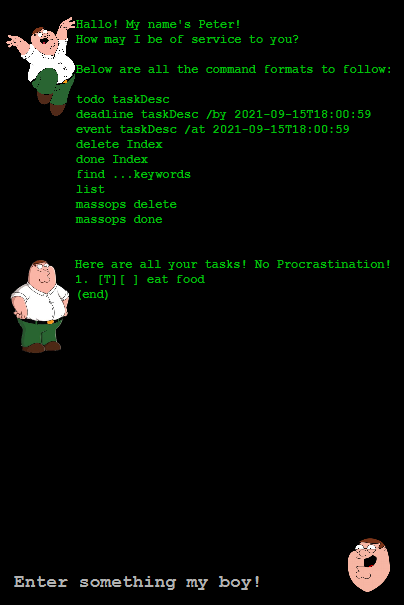 Hallo! My name's Peter!
How may I be of service to you?
Below are all the command formats to follow:
todo taskDesc
deadline taskDesc /by 2021-09-15T18:00:59
event taskDesc /at 2021-09-15T18:00:59
delete Index
done Index
find ...keywords
list
massops delete
massops done
Here are all your tasks! No Procrastination!
1. [T][ ] eat food
(end)
Enter something my boy!